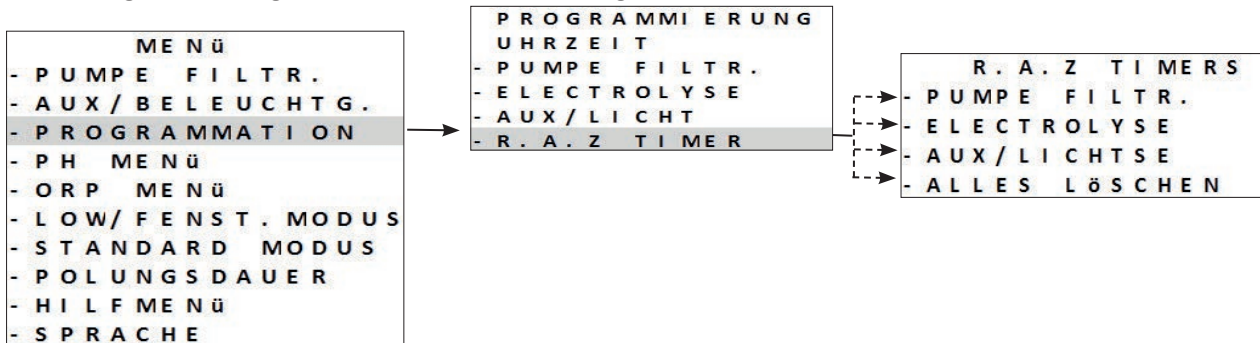 MENü
- PUMPE FILTR.
- AUX/BELEUCHTG.
- PROGRAMMATION
- PH MENü
- ORP MENü
- LOW/FENST. MODUS
- STANDARD MODUS
- POLUNGSDAUER
- HILFMENü
- SPRACHE
PROGRAMMIERUNG
UHRZEIT
- PUMPE FILTR.
- ELECTROLYSE
- AUX/LICHT
- R.A.Z TIMER
R.A.Z TIMERS
- PUMPE FILTR.
- ELECTROLYSE
- AUX/LICHTSE
- ALLES LöSCHEN